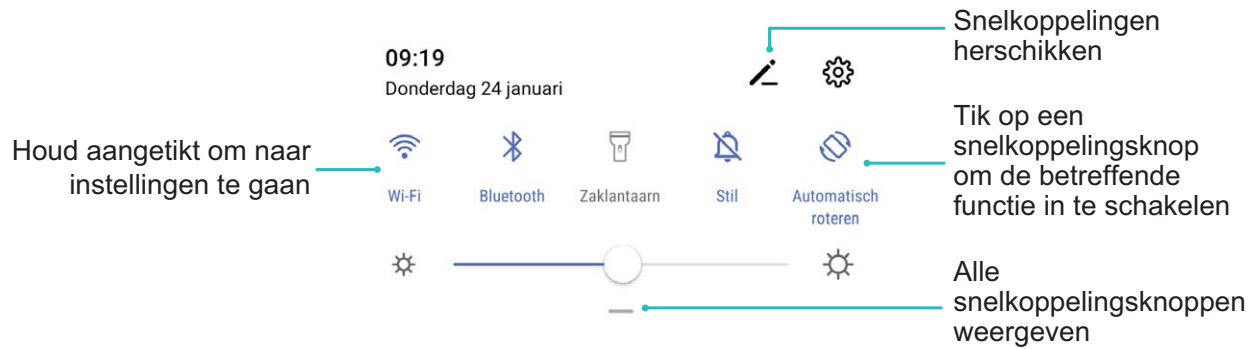 Snelkoppelingen
herschikken
09:19
Donderdag 24 januari
Houd aangetikt om naar
instellingen te gaan
Wi-Fi
Bluetooth
Zaklantaarn
Stil
Automatisch
roteren
Tik op een
snelkoppelingsknop
om de betreffende
functie in te schakelen
Alle
snelkoppelingsknoppen
weergeven